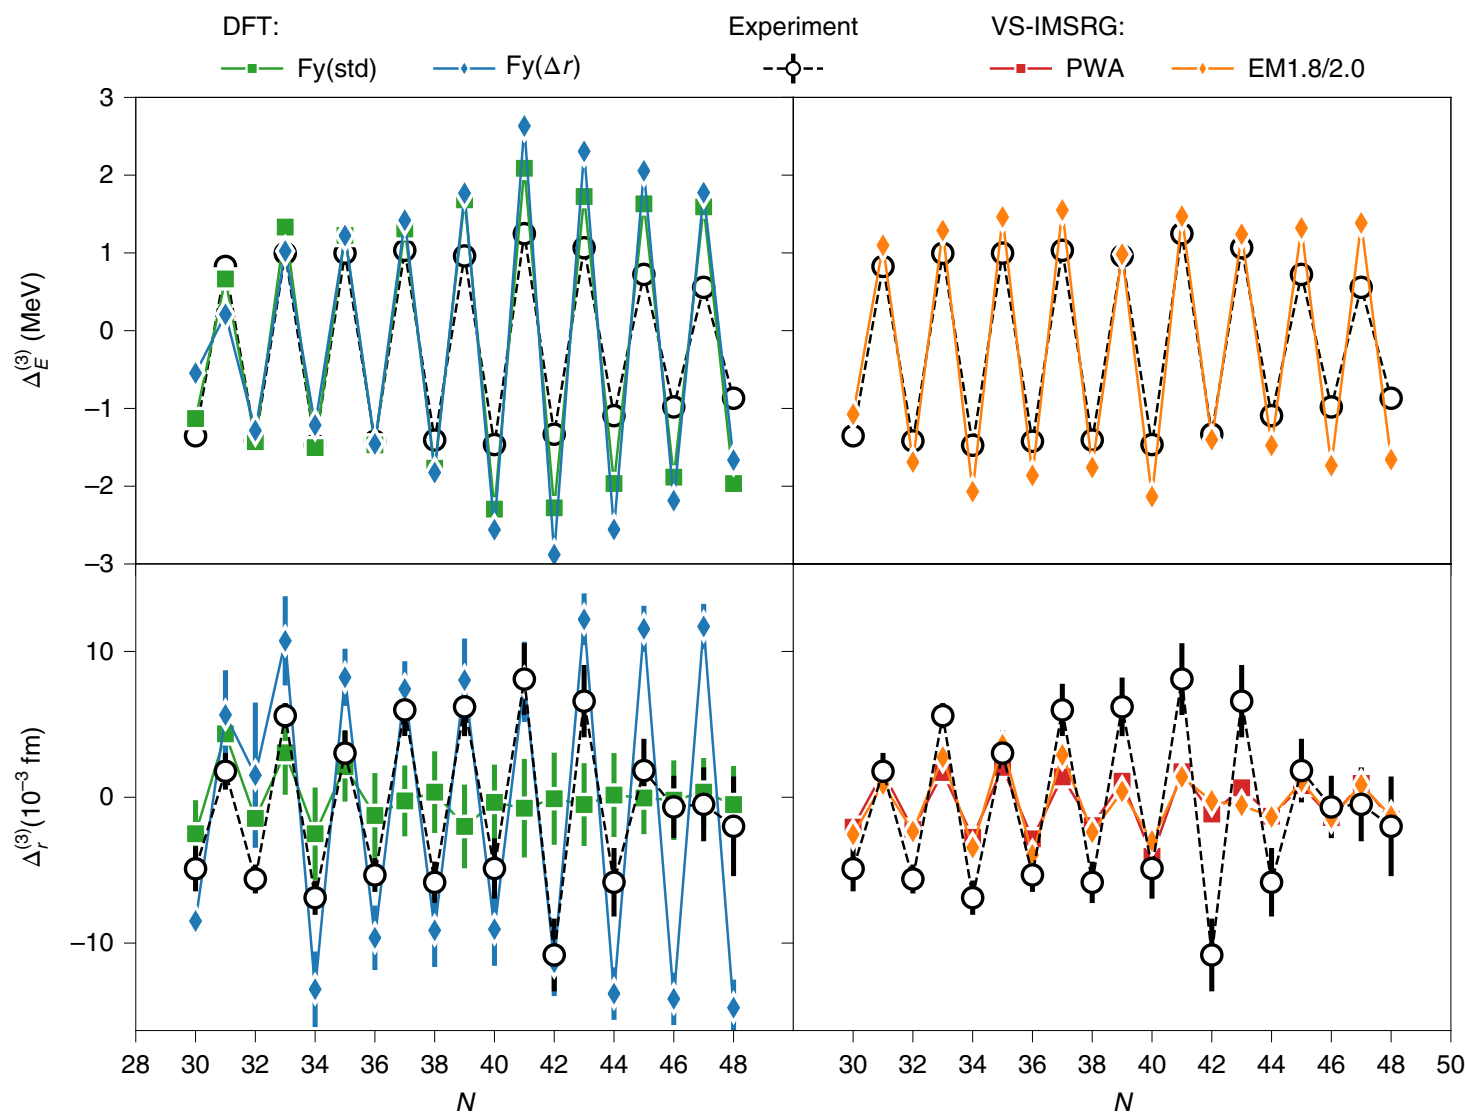 DFT: Experiment VS-IMSRG:
Fy(std) Fy(Δr) PWA EM1.8/2.0
3
2
1
0
–1
–2
–3
Δ_E^(3) (MeV)
10
0
–10
Δ_r^(3)(10^–3 fm)
28 30 32 34 36 38 40 42 44 46 48 30 32 34 36 38 40 42 44 46 48 50
N N